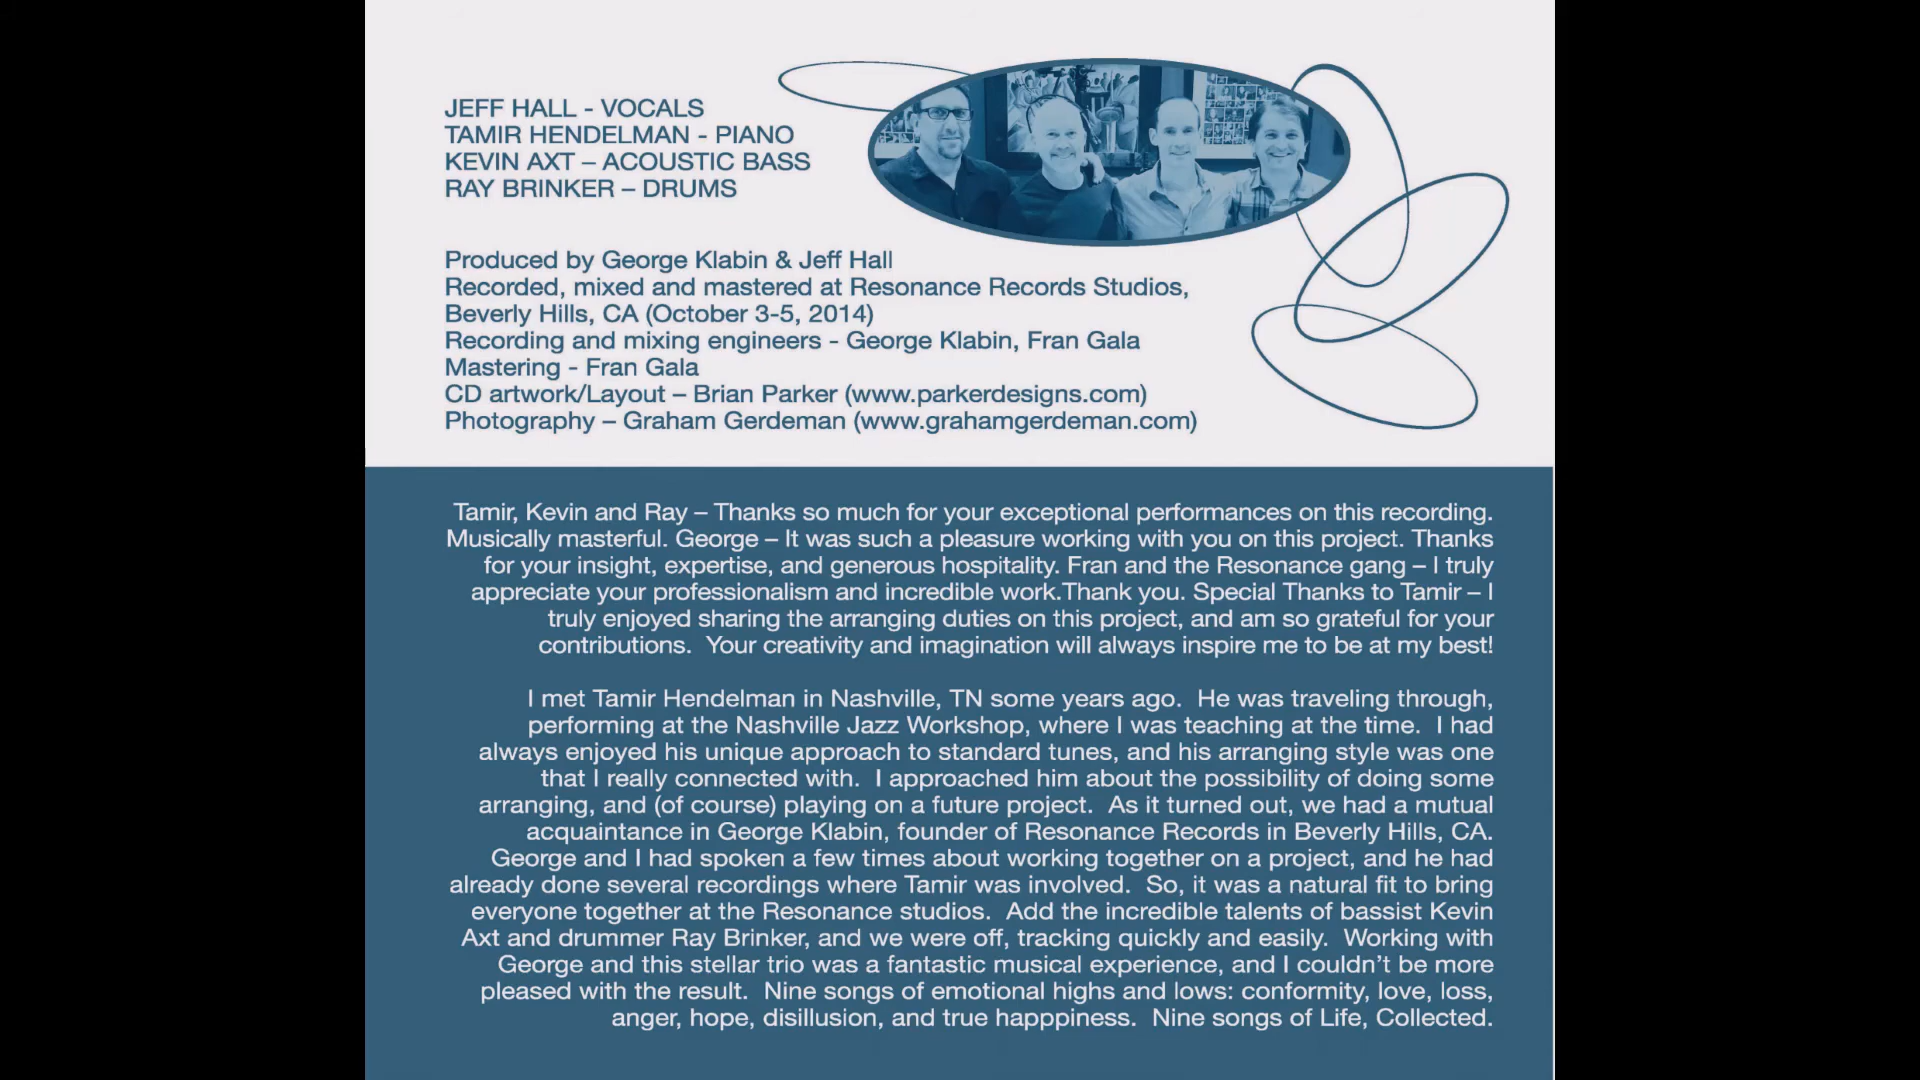 JEFF HALL - VOCALS
TAMIR HENDELMAN - PIANO
KEVIN AXT – ACOUSTIC BASS
RAY BRINKER – DRUMS
Produced by George Klabin & Jeff Hall
Recorded, mixed and mastered at Resonance Records Studios,
Beverly Hills, CA (October 3-5, 2014)
Recording and mixing engineers - George Klabin, Fran Gala
Mastering - Fran Gala
CD artwork/Layout – Brian Parker (www.parkerdesigns.com)
Photography – Graham Gerdeman (www.grahamgerdeman.com)
Tamir, Kevin and Ray – Thanks so much for your exceptional performances on this recording.
Musically masterful. George – It was such a pleasure working with you on this project. Thanks
for your insight, expertise, and generous hospitality. Fran and the Resonance gang – I truly
appreciate your professionalism and incredible work.Thank you. Special Thanks to Tamir – I
truly enjoyed sharing the arranging duties on this project, and am so grateful for your
contributions.  Your creativity and imagination will always inspire me to be at my best!
I met Tamir Hendelman in Nashville, TN some years ago.  He was traveling through,
performing at the Nashville Jazz Workshop, where I was teaching at the time.  I had
always enjoyed his unique approach to standard tunes, and his arranging style was one
that I really connected with.  I approached him about the possibility of doing some
arranging, and (of course) playing on a future project.  As it turned out, we had a mutual
acquaintance in George Klabin, founder of Resonance Records in Beverly Hills, CA.
George and I had spoken a few times about working together on a project, and he had
already done several recordings where Tamir was involved.  So, it was a natural fit to bring
everyone together at the Resonance studios.  Add the incredible talents of bassist Kevin
Axt and drummer Ray Brinker, and we were off, tracking quickly and easily.  Working with
George and this stellar trio was a fantastic musical experience, and I couldn’t be more
pleased with the result.  Nine songs of emotional highs and lows: conformity, love, loss,
anger, hope, disillusion, and true happpiness.  Nine songs of Life, Collected.